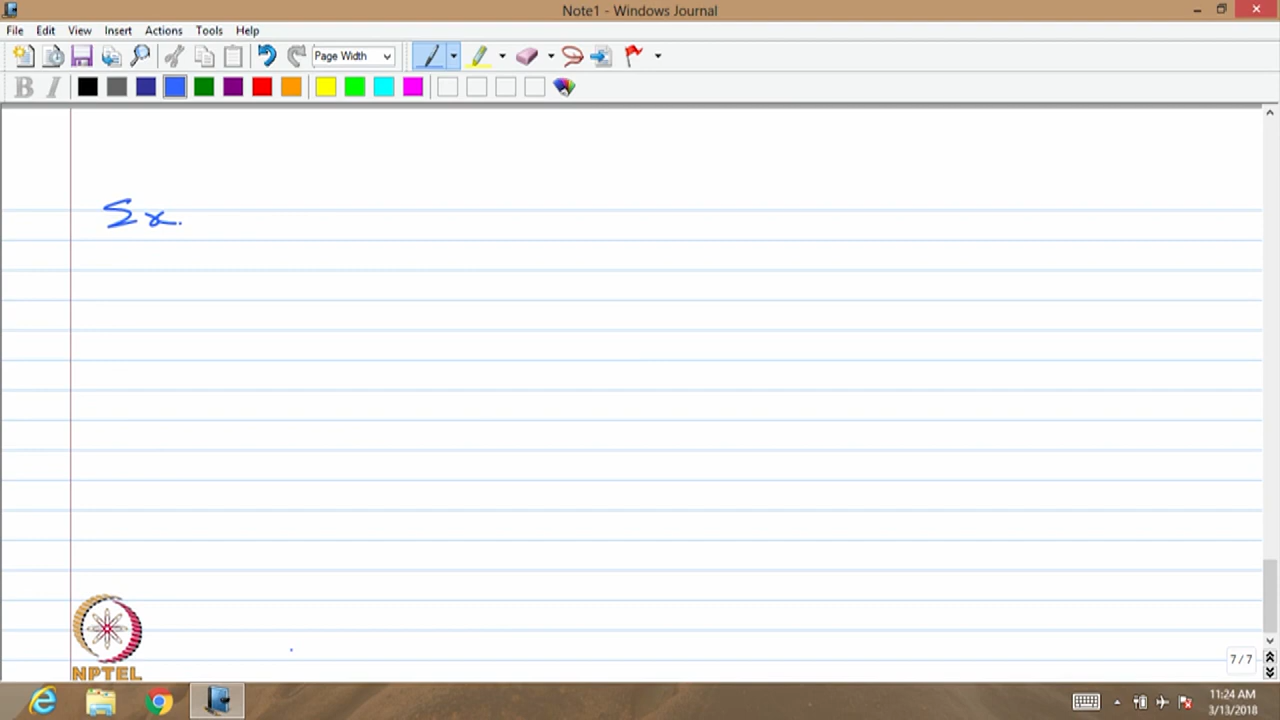 Note1 - Windows Journal
File Edit View Insert Actions Tools Help
Page Width
B I
Σx.
7 / 7
NPTEL
11:24 AM
3/13/2018